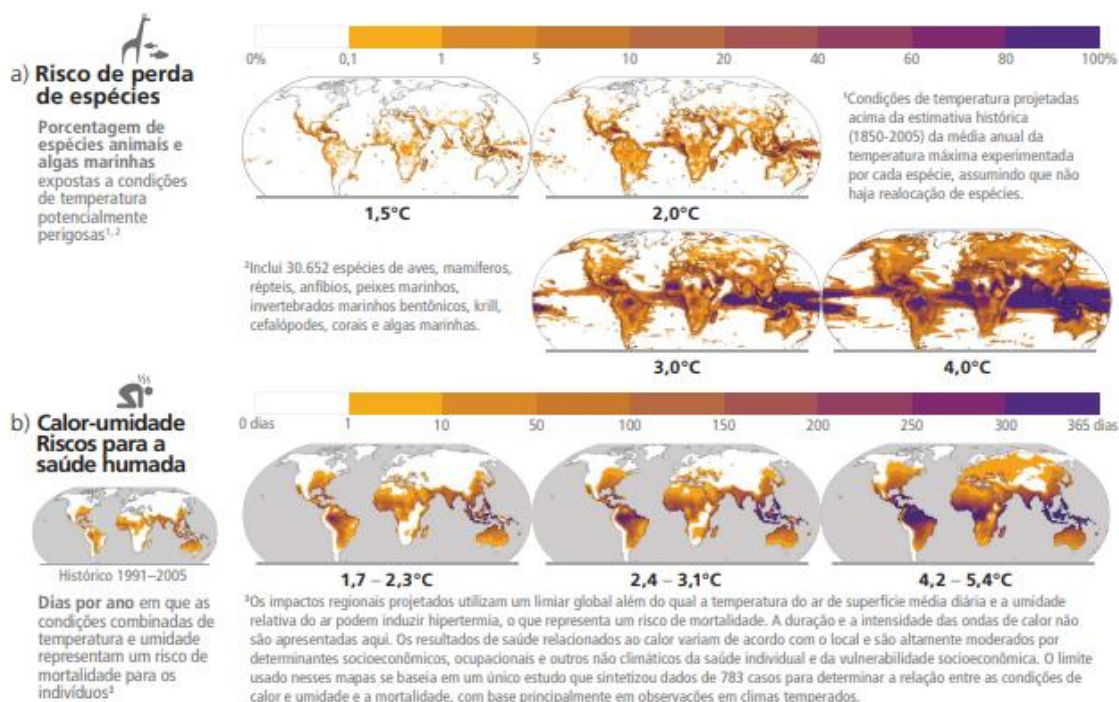 0% 0,1 1 5 10 20 40 60 80 100%
a) Risco de perda
de espécies
Porcentagem de
espécies animais e
algas marinhas
expostas a condições
de temperatura
potencialmente
perigosas¹,²
1,5°C
2,0°C
¹Condições de temperatura projetadas
acima da estimativa histórica
(1850-2005) da média anual da
temperatura máxima experimentada
por cada espécie, assumindo que não
haja realocação de espécies.
²Inclui 30.652 espécies de aves, mamíferos,
répteis, anfíbios, peixes marinhos,
invertebrados marinhos bentônicos, krill,
cefalópodes, corais e algas marinhas.
3,0°C
4,0°C
b) Calor-umidade
Riscos para a
saúde humada
0 dias 1 10 50 100 150 200 250 300 365 dias
Histórico 1991–2005
1,7 – 2,3°C
2,4 – 3,1°C
4,2 – 5,4°C
Dias por ano em que as
condições combinadas de
temperatura e umidade
representam um risco de
mortalidade para os
indivíduos³
³Os impactos regionais projetados utilizam um limiar global além do qual a temperatura do ar de superfície média diária e a umidade
relativa do ar podem induzir hipertermia, o que representa um risco de mortalidade. A duração e a intensidade das ondas de calor não
são apresentadas aqui. Os resultados de saúde relacionados ao calor variam de acordo com o local e são altamente moderados por
determinantes socioeconômicos, ocupacionais e outros não climáticos da saúde individual e da vulnerabilidade socioeconômica. O limite
usado nesses mapas se baseia em um único estudo que sintetizou dados de 783 casos para determinar a relação entre as condições de
calor e umidade e a mortalidade, com base principalmente em observações em climas temperados.